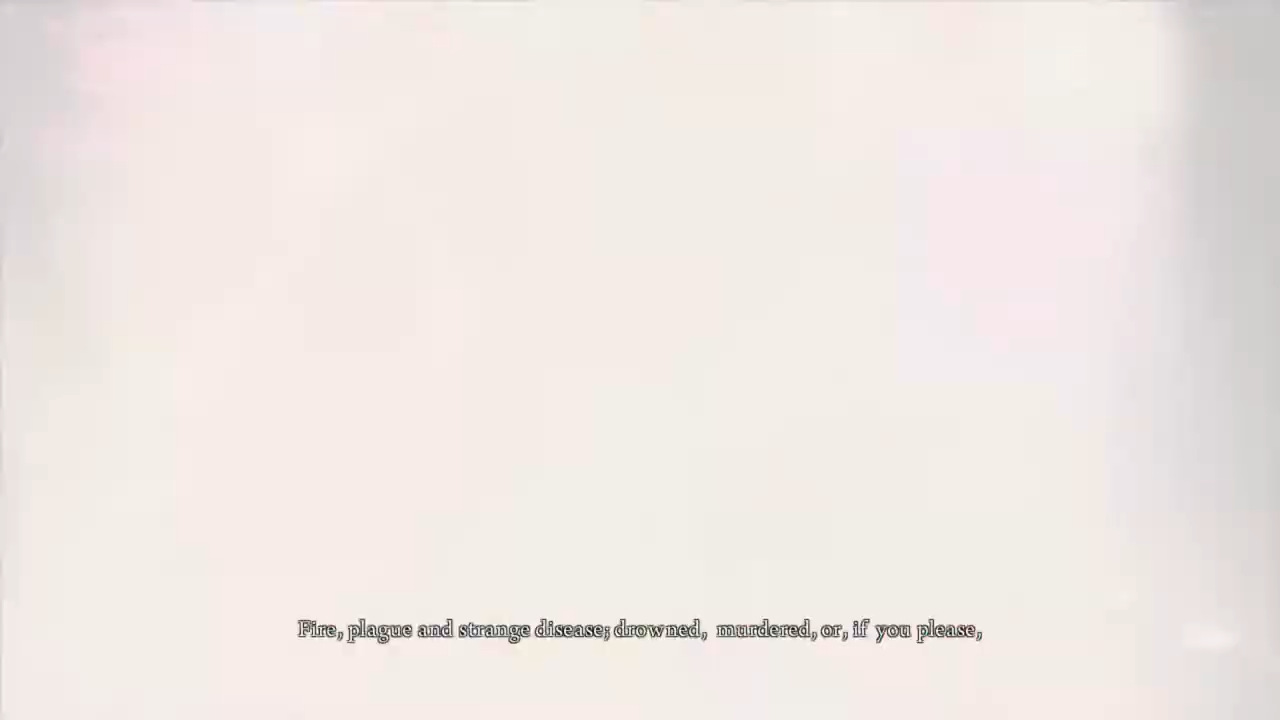 Fire, plague and strange disease; drowned, murdered, or, if you please,